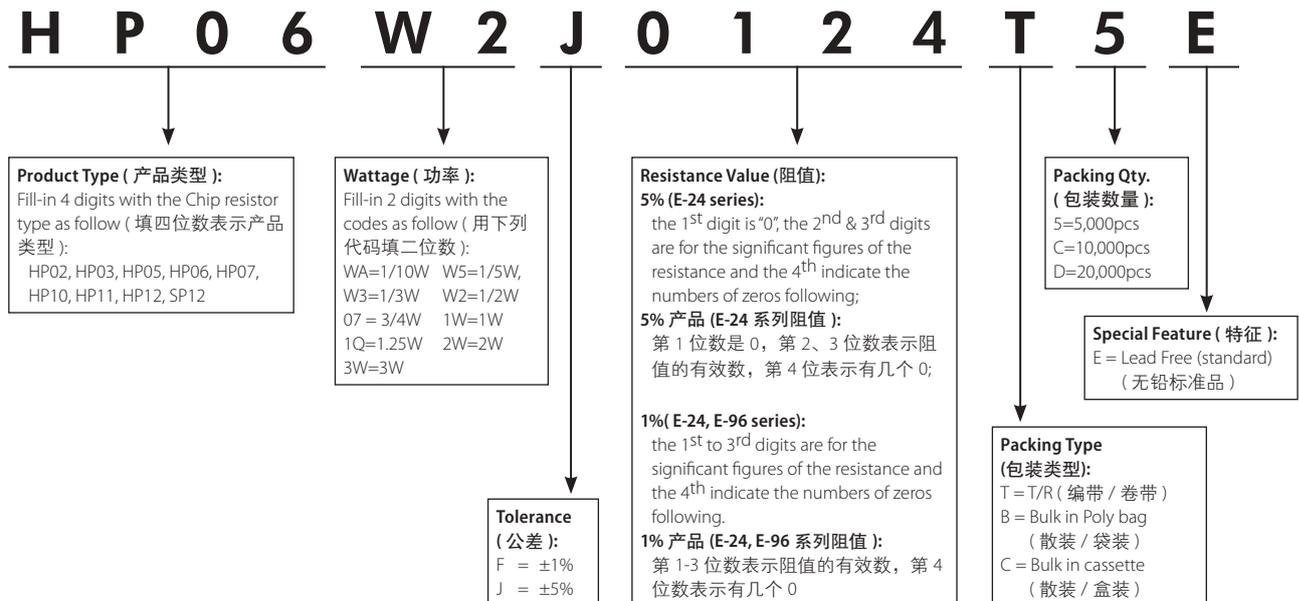 HP06 W2 J 0124 T 5 E
Product Type ( 产品类型 ):
Fill-in 4 digits with the Chip resistor
type as follow ( 填四位数表示产品
类型 ):
HP02, HP03, HP05, HP06, HP07,
HP10, HP11, HP12, SP12
Wattage ( 功率 ):
Fill-in 2 digits with the
codes as follow ( 用下列
代码填二位数 ):
WA=1/10W W5=1/5W,
W3=1/3W W2=1/2W
07 = 3/4W 1W=1W
1Q=1.25W 2W=2W
3W=3W
Tolerance
( 公差 ):
F = ±1%
J = ±5%
Resistance Value (阻值):
5% (E-24 series):
the 1st digit is “0”, the 2nd & 3rd digits
are for the significant figures of the
resistance and the 4th indicate the
numbers of zeros following;
5% 产品 (E-24 系列阻值 ):
第 1 位数是 0，第 2、3 位数表示阻
值的有效数，第 4 位表示有几个 0;
1%( E-24, E-96 series):
the 1st to 3rd digits are for the
significant figures of the resistance and
the 4th indicate the numbers of zeros
following.
1% 产品 (E-24, E-96 系列阻值 ):
第 1-3 位数表示阻值的有效数，第 4
位数表示有几个 0
Packing Type
(包装类型):
T = T/R ( 编带 / 卷带 )
B = Bulk in Poly bag
( 散装 / 袋装 )
C = Bulk in cassette
( 散装 / 盒装 )
Packing Qty.
( 包装数量 ):
5=5,000pcs
C=10,000pcs
D=20,000pcs
Special Feature ( 特征 ):
E = Lead Free (standard)
( 无铅标准品 )